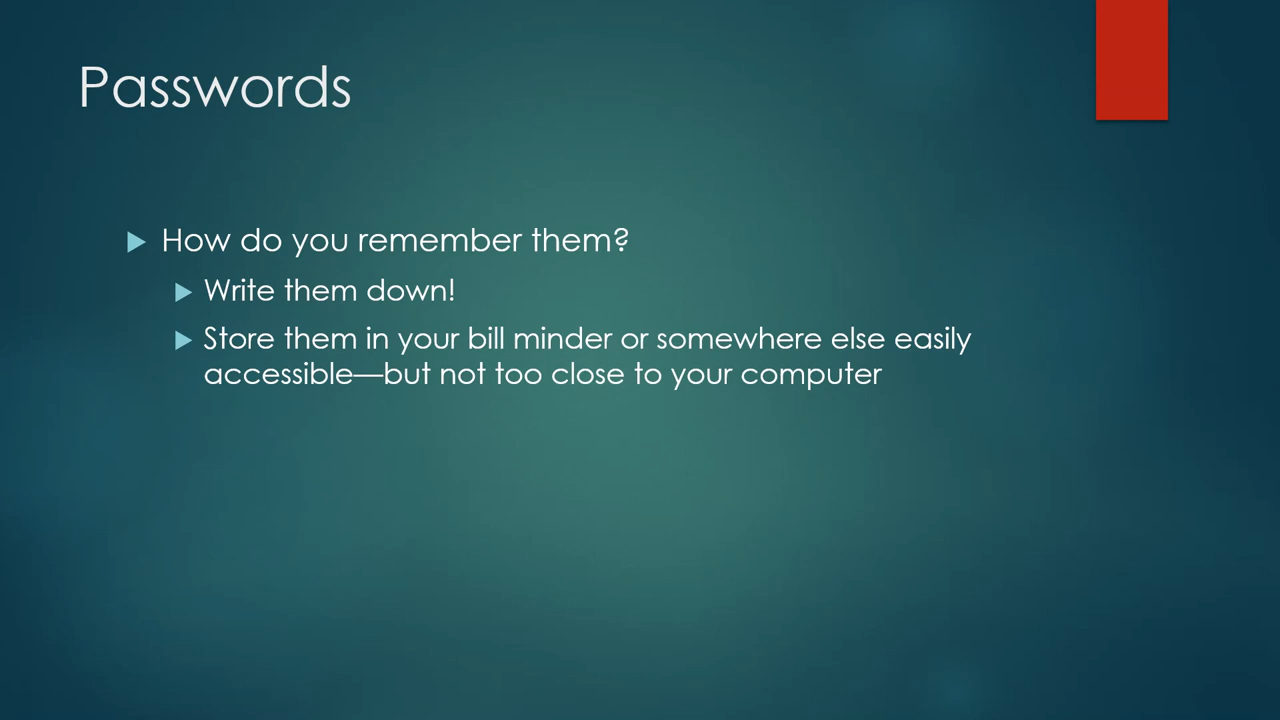 Passwords
How do you remember them?
Write them down!
Store them in your bill minder or somewhere else easily
accessible—but not too close to your computer